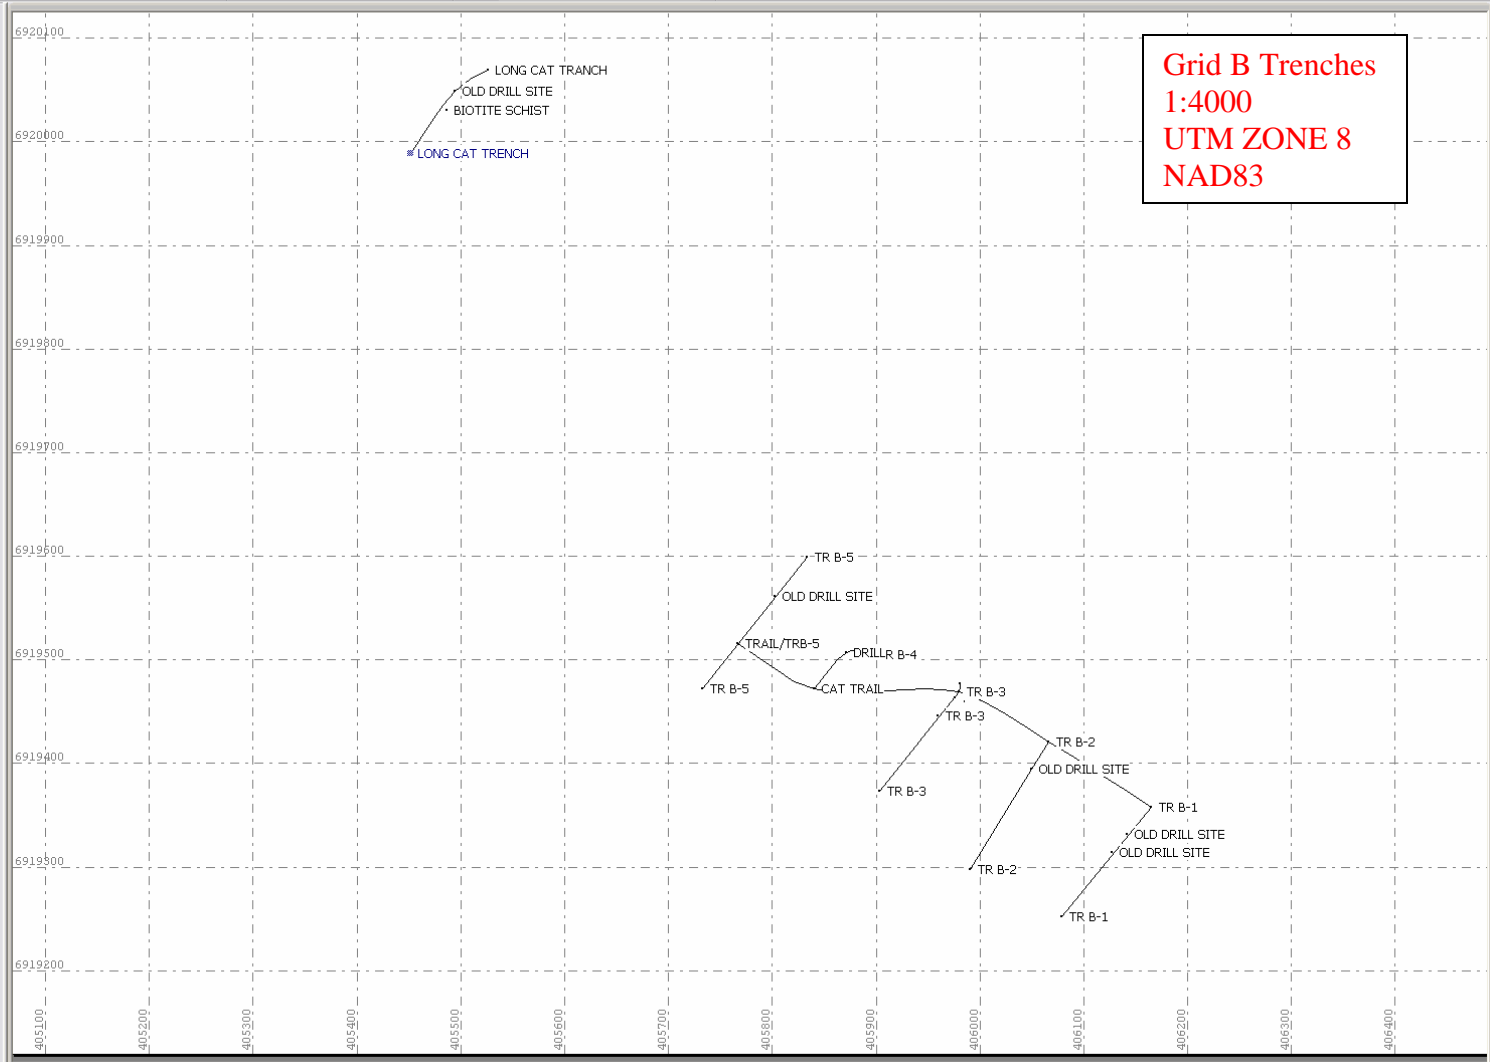 6920100
Grid B Trenches
1:4000
UTM ZONE 8
NAD83
LONG CAT TRANCH
OLD DRILL SITE
BIOTITE SCHIST
6920000
LONG CAT TRENCH
6919900
6919800
6919700
6919600
TR B-5
OLD DRILL SITE
TRAIL/TRB-5
DRILLR B-4
6919500
TR B-5
CAT TRAIL
TR B-3
TR B-3
TR B-2
6919400
OLD DRILL SITE
TR B-3
TR B-1
OLD DRILL SITE
OLD DRILL SITE
6919300
TR B-2
TR B-1
6919200
405100
405200
405300
405400
405500
405600
405700
405800
405900
406000
406100
406200
406300
406400